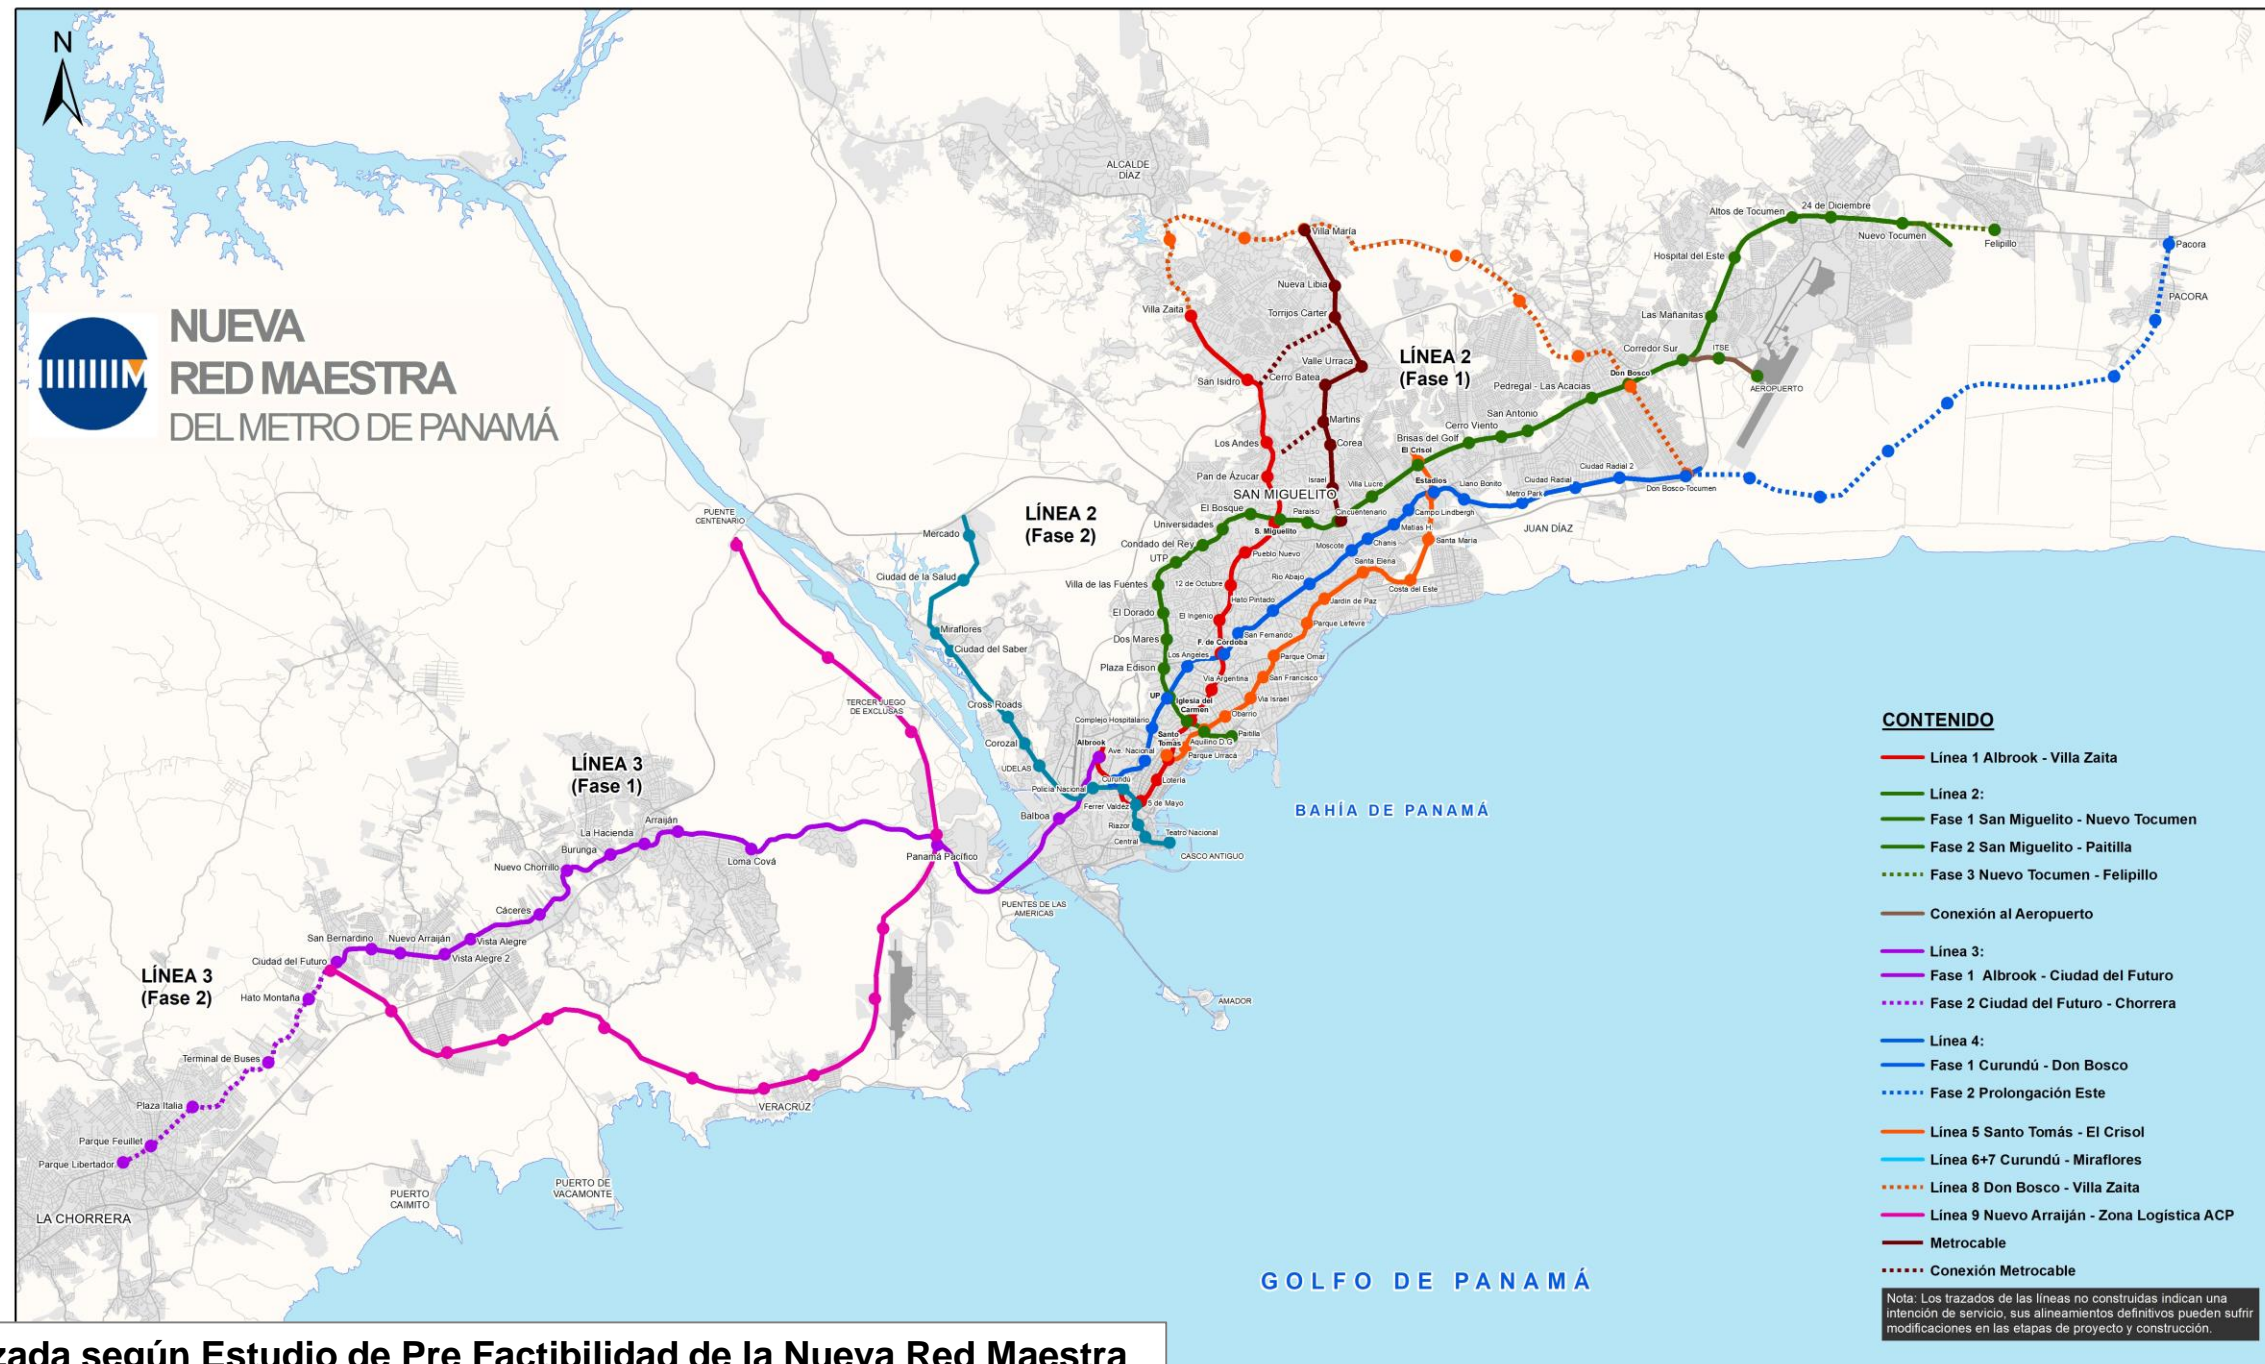 N
NUEVA
RED MAESTRA
DEL METRO DE PANAMÁ
ALCALDE
DÍAZ
Villa María
Nueva Libia
Torrijos Carter
Valle Urraca
Cerro Batea
Martins
Corea
Israel
Villa Zaita
San Isidro
Los Andes
Pan de Ázucar
SAN MIGUELITO
LÍNEA 2
(Fase 1)
Altos de Tocumen
24 de Diciembre
Nuevo Tocumen
Felipillo
Hospital del Este
Las Mañanitas
Corredor Sur
ITSE
AEROPUERTO
Don Bosco
Pedregal - Las Acacias
San Antonio
Cerro Viento
Brisas del Golf
El Crisol
Villa Lucre
Estadios
Cincuentenario
Paraiso
S. Miguelito
Pacora
PACORA
Llano Bonito
Metro Park
Ciudad Radial
Ciudad Radial 2
Don Bosco-Tocumen
JUAN DÍAZ
Campo Lindbergh
Matías H.
Chanis
Moscote
Santa María
Santa Elena
Costa del Este
Rio Abajo
Jardín de Paz
Hato Pintado
Parque Lefevre
San Fernando
Parque Omar
San Francisco
Vía Israel
Obarrio
Paitilla
LÍNEA 2
(Fase 2)
El Bosque
Universidades
Condado del Rey
UTP
Villa de las Fuentes
El Dorado
Dos Mares
Plaza Edison
Pueblo Nuevo
12 de Octubre
El Ingenio
F. de Córdoba
Los Angeles
Vía Argentina
UP
Iglesia del
Carmen
Complejo Hospitalario
Santo
Tomás
Aquilino D.G
Parque Urracá
Albrook
Ave. Nacional
Curundú
Lotería
5 de Mayo
Policía Nacional
Ferrer Valdéz
Riazor
Central
Teatro Nacional
CASCO ANTIGUO
PUENTE
CENTENARIO
Mercado
Ciudad de la Salud
Miraflores
Ciudad del Saber
Cross Roads
Corozal
UDELAS
Balboa
TERCER JUEGO
DE EXCLUSAS
Panamá Pacífico
PUENTES DE LAS
AMERICAS
AMADOR
LÍNEA 3
(Fase 1)
Arraiján
La Hacienda
Burunga
Nuevo Chorrillo
Loma Cová
Cáceres
Vista Alegre
Vista Alegre 2
Nuevo Arraiján
San Bernardino
Ciudad del Futuro
LÍNEA 3
(Fase 2)
Hato Montaña
Terminal de Buses
Plaza Italia
Parque Feuillet
Parque Libertador
LA CHORRERA
PUERTO
CAIMITO
PUERTO DE
VACAMONTE
VERACRÚZ
BAHÍA DE PANAMÁ
GOLFO DE PANAMÁ
CONTENIDO
Línea 1 Albrook - Villa Zaita
Línea 2:
Fase 1 San Miguelito - Nuevo Tocumen
Fase 2 San Miguelito - Paitilla
Fase 3 Nuevo Tocumen - Felipillo
Conexión al Aeropuerto
Línea 3:
Fase 1 Albrook - Ciudad del Futuro
Fase 2 Ciudad del Futuro - Chorrera
Línea 4:
Fase 1 Curundú - Don Bosco
Fase 2 Prolongación Este
Línea 5 Santo Tomás - El Crisol
Línea 6+7 Curundú - Miraflores
Línea 8 Don Bosco - Villa Zaita
Línea 9 Nuevo Arraiján - Zona Logística ACP
Metrocable
Conexión Metrocable
Nota: Los trazados de las líneas no construidas indican una
intención de servicio, sus alineamientos definitivos pueden sufrir
modificaciones en las etapas de proyecto y construcción.
zada según Estudio de Pre Factibilidad de la Nueva Red Maestra